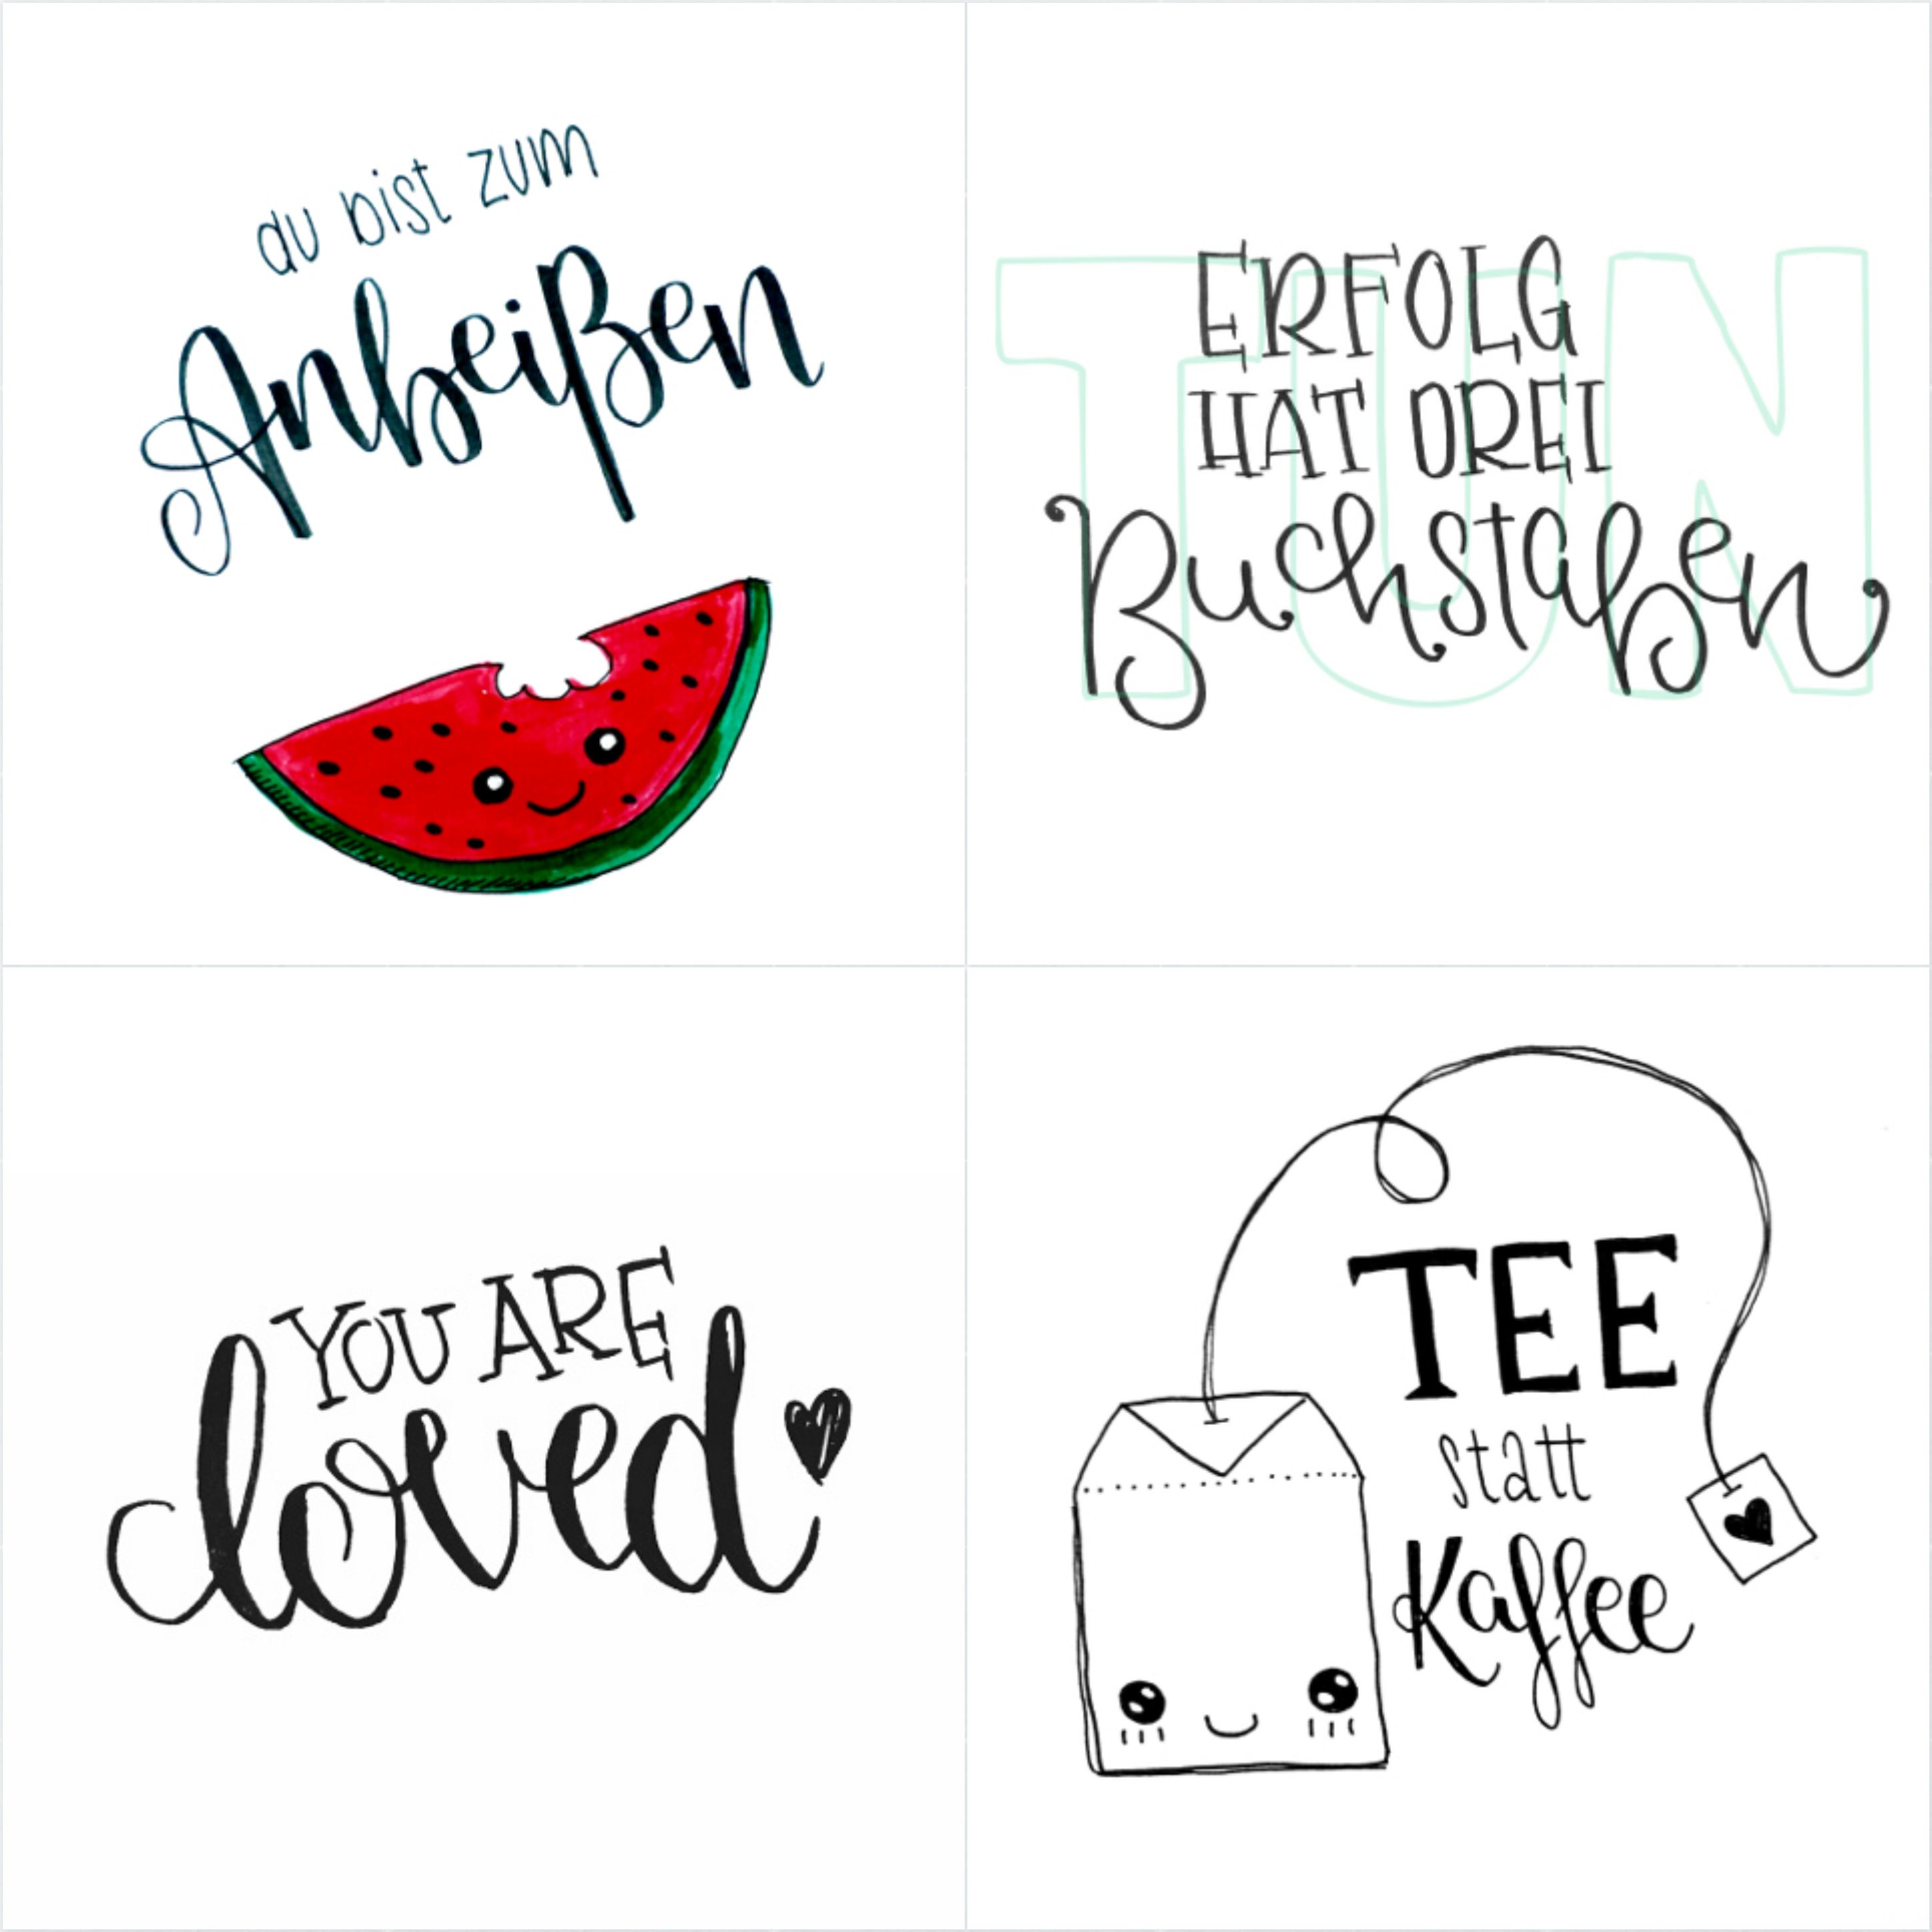 du bist zum
Anbeißen
TUN
ERFOLG
HAT DREI
Buchstaben
YOU ARE
loved
TEE
statt
Kaffee